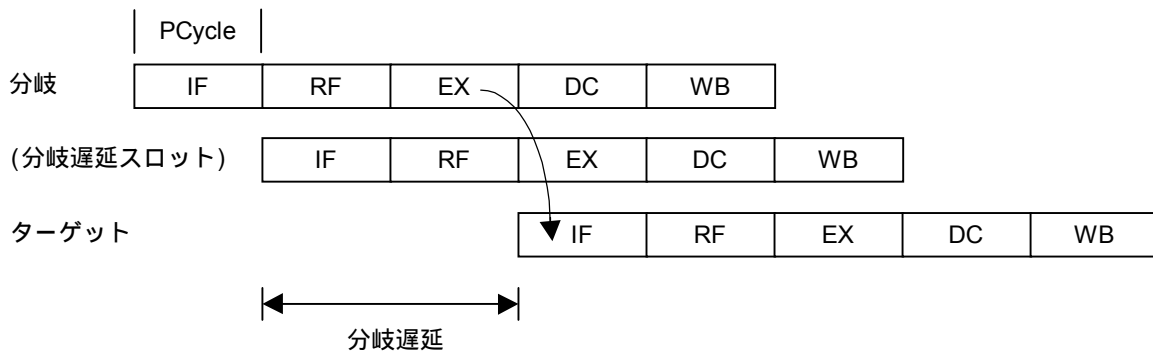 PCycle
分岐 IF RF EX DC WB
(分岐遅延スロット) IF RF EX DC WB
ターゲット IF RF EX DC WB
分岐遅延